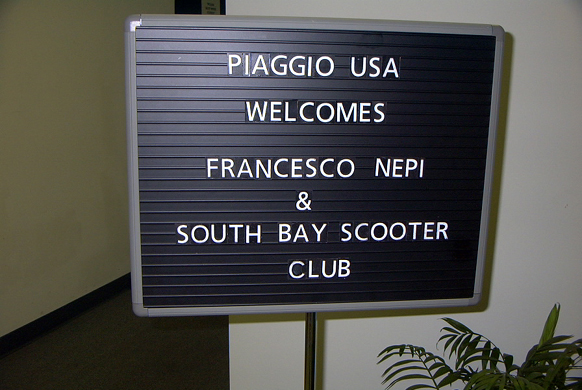 PIAGGIO USA
WELCOMES
FRANCESCO NEPI
&
SOUTH BAY SCOOTER
CLUB